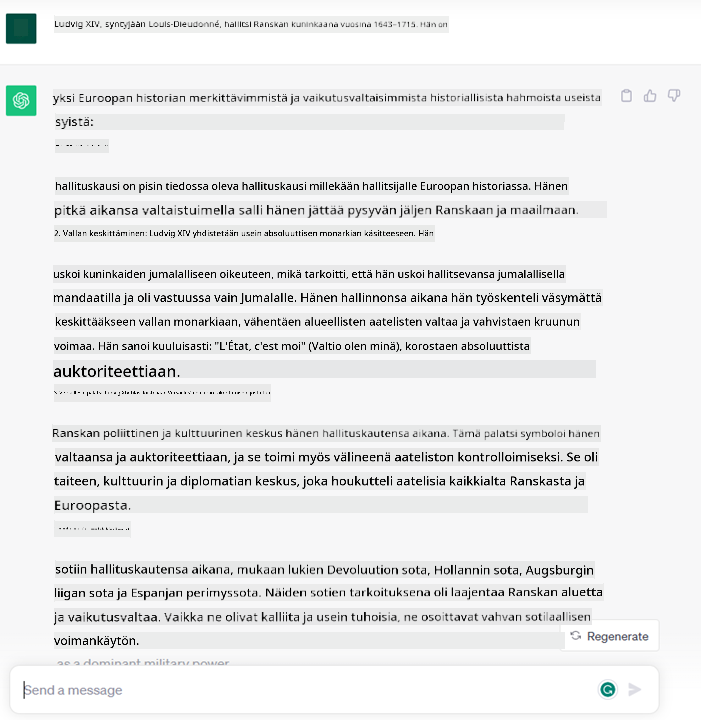 Ludvig XIV, syntyjään Louis-Dieudonné, hallitsi Ranskan kuninkaana vuosina 1643–1715. Hän on
yksi Euroopan historian merkittävimmistä ja vaikutusvaltaisimmista historiallisista hahmoista useista
syistä:
hallituskausi on pisin tiedossa oleva hallituskausi millekään hallitsijalle Euroopan historiassa. Hänen
pitkä aikansa valtaistuimella salli hänen jättää pysyvän jäljen Ranskaan ja maailmaan.
2. Vallan keskittäminen: Ludvig XIV yhdistetään usein absoluuttisen monarkian käsitteeseen. Hän
uskoi kuninkaiden jumalalliseen oikeuteen, mikä tarkoitti, että hän uskoi hallitsevansa jumalallisella
mandaatilla ja oli vastuussa vain Jumalalle. Hänen hallinnonsa aikana hän työskenteli väsymättä
keskittääkseen vallan monarkiaan, vähentäen alueellisten aatelisten valtaa ja vahvistaen kruunun
voimaa. Hän sanoi kuuluisasti: "L'État, c'est moi" (Valtio olen minä), korostaen absoluuttista
auktoriteettiaan.
Ranskan poliittinen ja kulttuurinen keskus hänen hallituskautensa aikana. Tämä palatsi symboloi hänen
valtaansa ja auktoriteettiaan, ja se toimi myös välineenä aateliston kontrolloimiseksi. Se oli
taiteen, kulttuurin ja diplomatian keskus, joka houkutteli aatelisia kaikkialta Ranskasta ja
Euroopasta.
sotiin hallituskautensa aikana, mukaan lukien Devoluution sota, Hollannin sota, Augsburgin
liigan sota ja Espanjan perimyssota. Näiden sotien tarkoituksena oli laajentaa Ranskan aluetta
ja vaikutusvaltaa. Vaikka ne olivat kalliita ja usein tuhoisia, ne osoittavat vahvan sotilaallisen
voimankäytön.
Regenerate
as a dominant military power
Send a message